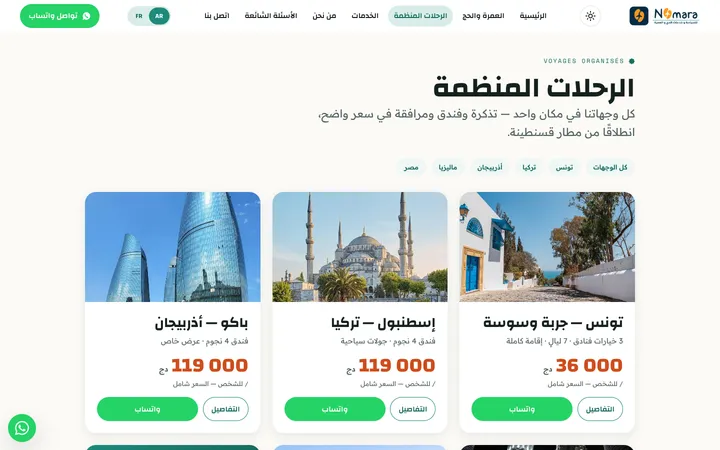 Nomara
الرئيسية
العمرة والحج
الرحلات المنظمة
الخدمات
من نحن
الأسئلة الشائعة
اتصل بنا
AR
FR
تواصل واتساب
VOYAGES ORGANISÉS
الرحلات المنظمة
كل وجهاتنا في مكان واحد — تذكرة وفندق ومرافقة في سعر واضح،
انطلاقًا من مطار قسنطينة.
كل الوجهات
تونس
تركيا
أذربيجان
ماليزيا
مصر
تونس — جربة وسوسة
3 خيارات فنادق · 7 ليالٍ · إقامة كاملة
36 000 دج
/ للشخص — السعر شامل
التفاصيل
واتساب
إسطنبول — تركيا
فندق 4 نجوم · جولات سياحية
119 000 دج
/ للشخص — السعر شامل
التفاصيل
واتساب
باكو — أذربيجان
فندق 4 نجوم · عرض خاص
119 000 دج
/ للشخص — السعر شامل
التفاصيل
واتساب